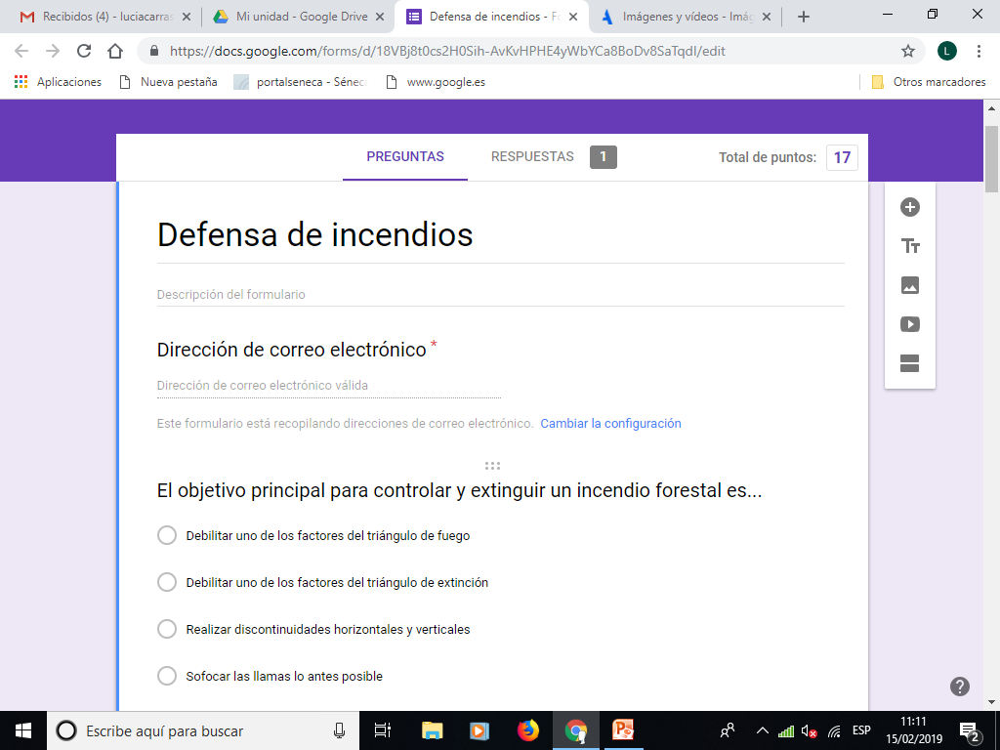 Recibidos (4) - luciacarras
Mi unidad - Google Drive
Defensa de incendios - Fo
Imágenes y vídeos - Imág
https://docs.google.com/forms/d/18VBj8t0cs2H0Sih-AvKvHPHE4yWbYCa8BoDv8SaTqdI/edit
L
Aplicaciones
Nueva pestaña
portalseneca - Sénec
www.google.es
Otros marcadores
PREGUNTAS
RESPUESTAS 1
Total de puntos: 17
Defensa de incendios
Descripción del formulario
Dirección de correo electrónico *
Dirección de correo electrónico válida
Este formulario está recopilando direcciones de correo electrónico. Cambiar la configuración
El objetivo principal para controlar y extinguir un incendio forestal es...
Debilitar uno de los factores del triángulo de fuego
Debilitar uno de los factores del triángulo de extinción
Realizar discontinuidades horizontales y verticales
Sofocar las llamas lo antes posible
Escribe aquí para buscar
ESP
11:11
15/02/2019
2